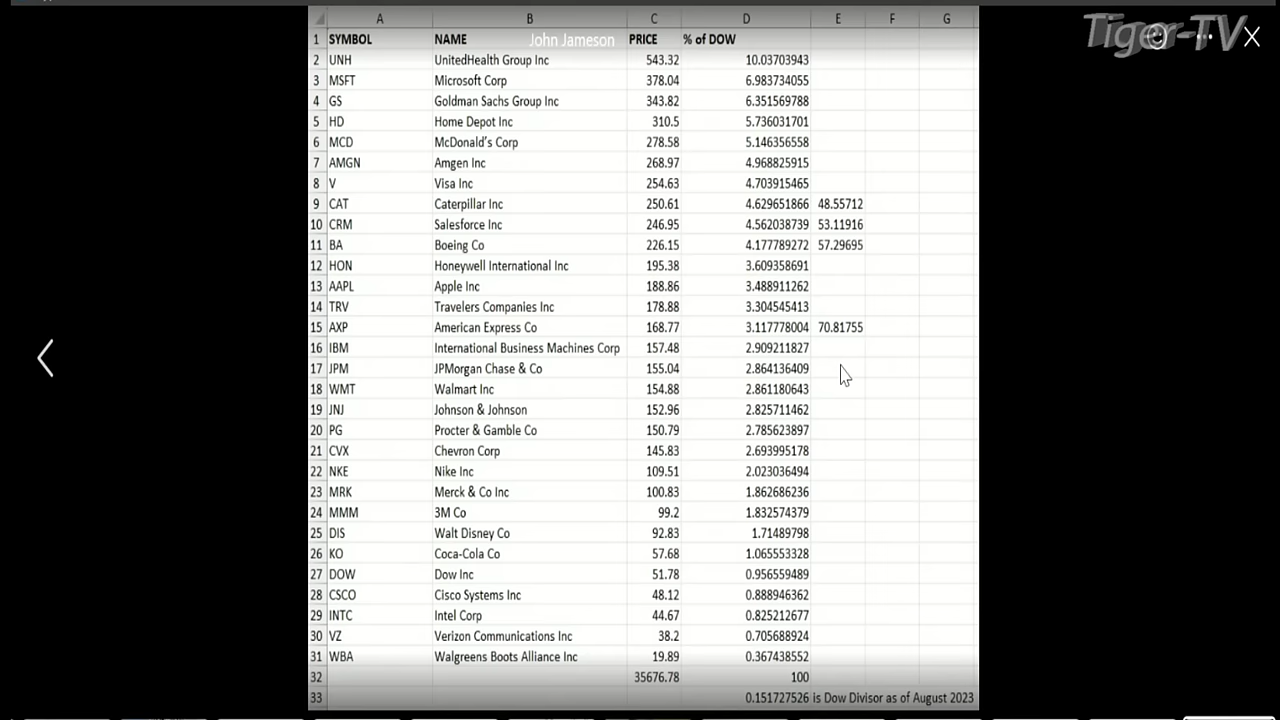 A B C D E F G
Tiger-TV
John Jameson
1 SYMBOL NAME PRICE % of DOW
2 UNH UnitedHealth Group Inc 543.32 10.03703943
3 MSFT Microsoft Corp 378.04 6.983734055
4 GS Goldman Sachs Group Inc 343.82 6.351569788
5 HD Home Depot Inc 310.5 5.736031701
6 MCD McDonald's Corp 278.58 5.146356558
7 AMGN Amgen Inc 268.97 4.968825915
8 V Visa Inc 254.63 4.703915465
9 CAT Caterpillar Inc 250.61 4.629651866 48.55712
10 CRM Salesforce Inc 246.95 4.562038739 53.11916
11 BA Boeing Co 226.15 4.177789272 57.29695
12 HON Honeywell International Inc 195.38 3.609358691
13 AAPL Apple Inc 188.86 3.488911262
14 TRV Travelers Companies Inc 178.88 3.304545413
15 AXP American Express Co 168.77 3.117778004 70.81755
16 IBM International Business Machines Corp 157.48 2.909211827
17 JPM JPMorgan Chase & Co 155.04 2.864136409
18 WMT Walmart Inc 154.88 2.861180643
19 JNJ Johnson & Johnson 152.96 2.825711462
20 PG Procter & Gamble Co 150.79 2.785623897
21 CVX Chevron Corp 145.83 2.693995178
22 NKE Nike Inc 109.51 2.023036494
23 MRK Merck & Co Inc 100.83 1.862686236
24 MMM 3M Co 99.2 1.832574379
25 DIS Walt Disney Co 92.83 1.71489798
26 KO Coca-Cola Co 57.68 1.065553328
27 DOW Dow Inc 51.78 0.956559489
28 CSCO Cisco Systems Inc 48.12 0.888946362
29 INTC Intel Corp 44.67 0.825212677
30 VZ Verizon Communications Inc 38.2 0.705688924
31 WBA Walgreens Boots Alliance Inc 19.89 0.367438552
32 35676.78 100
33 0.151727526 is Dow Divisor as of August 2023